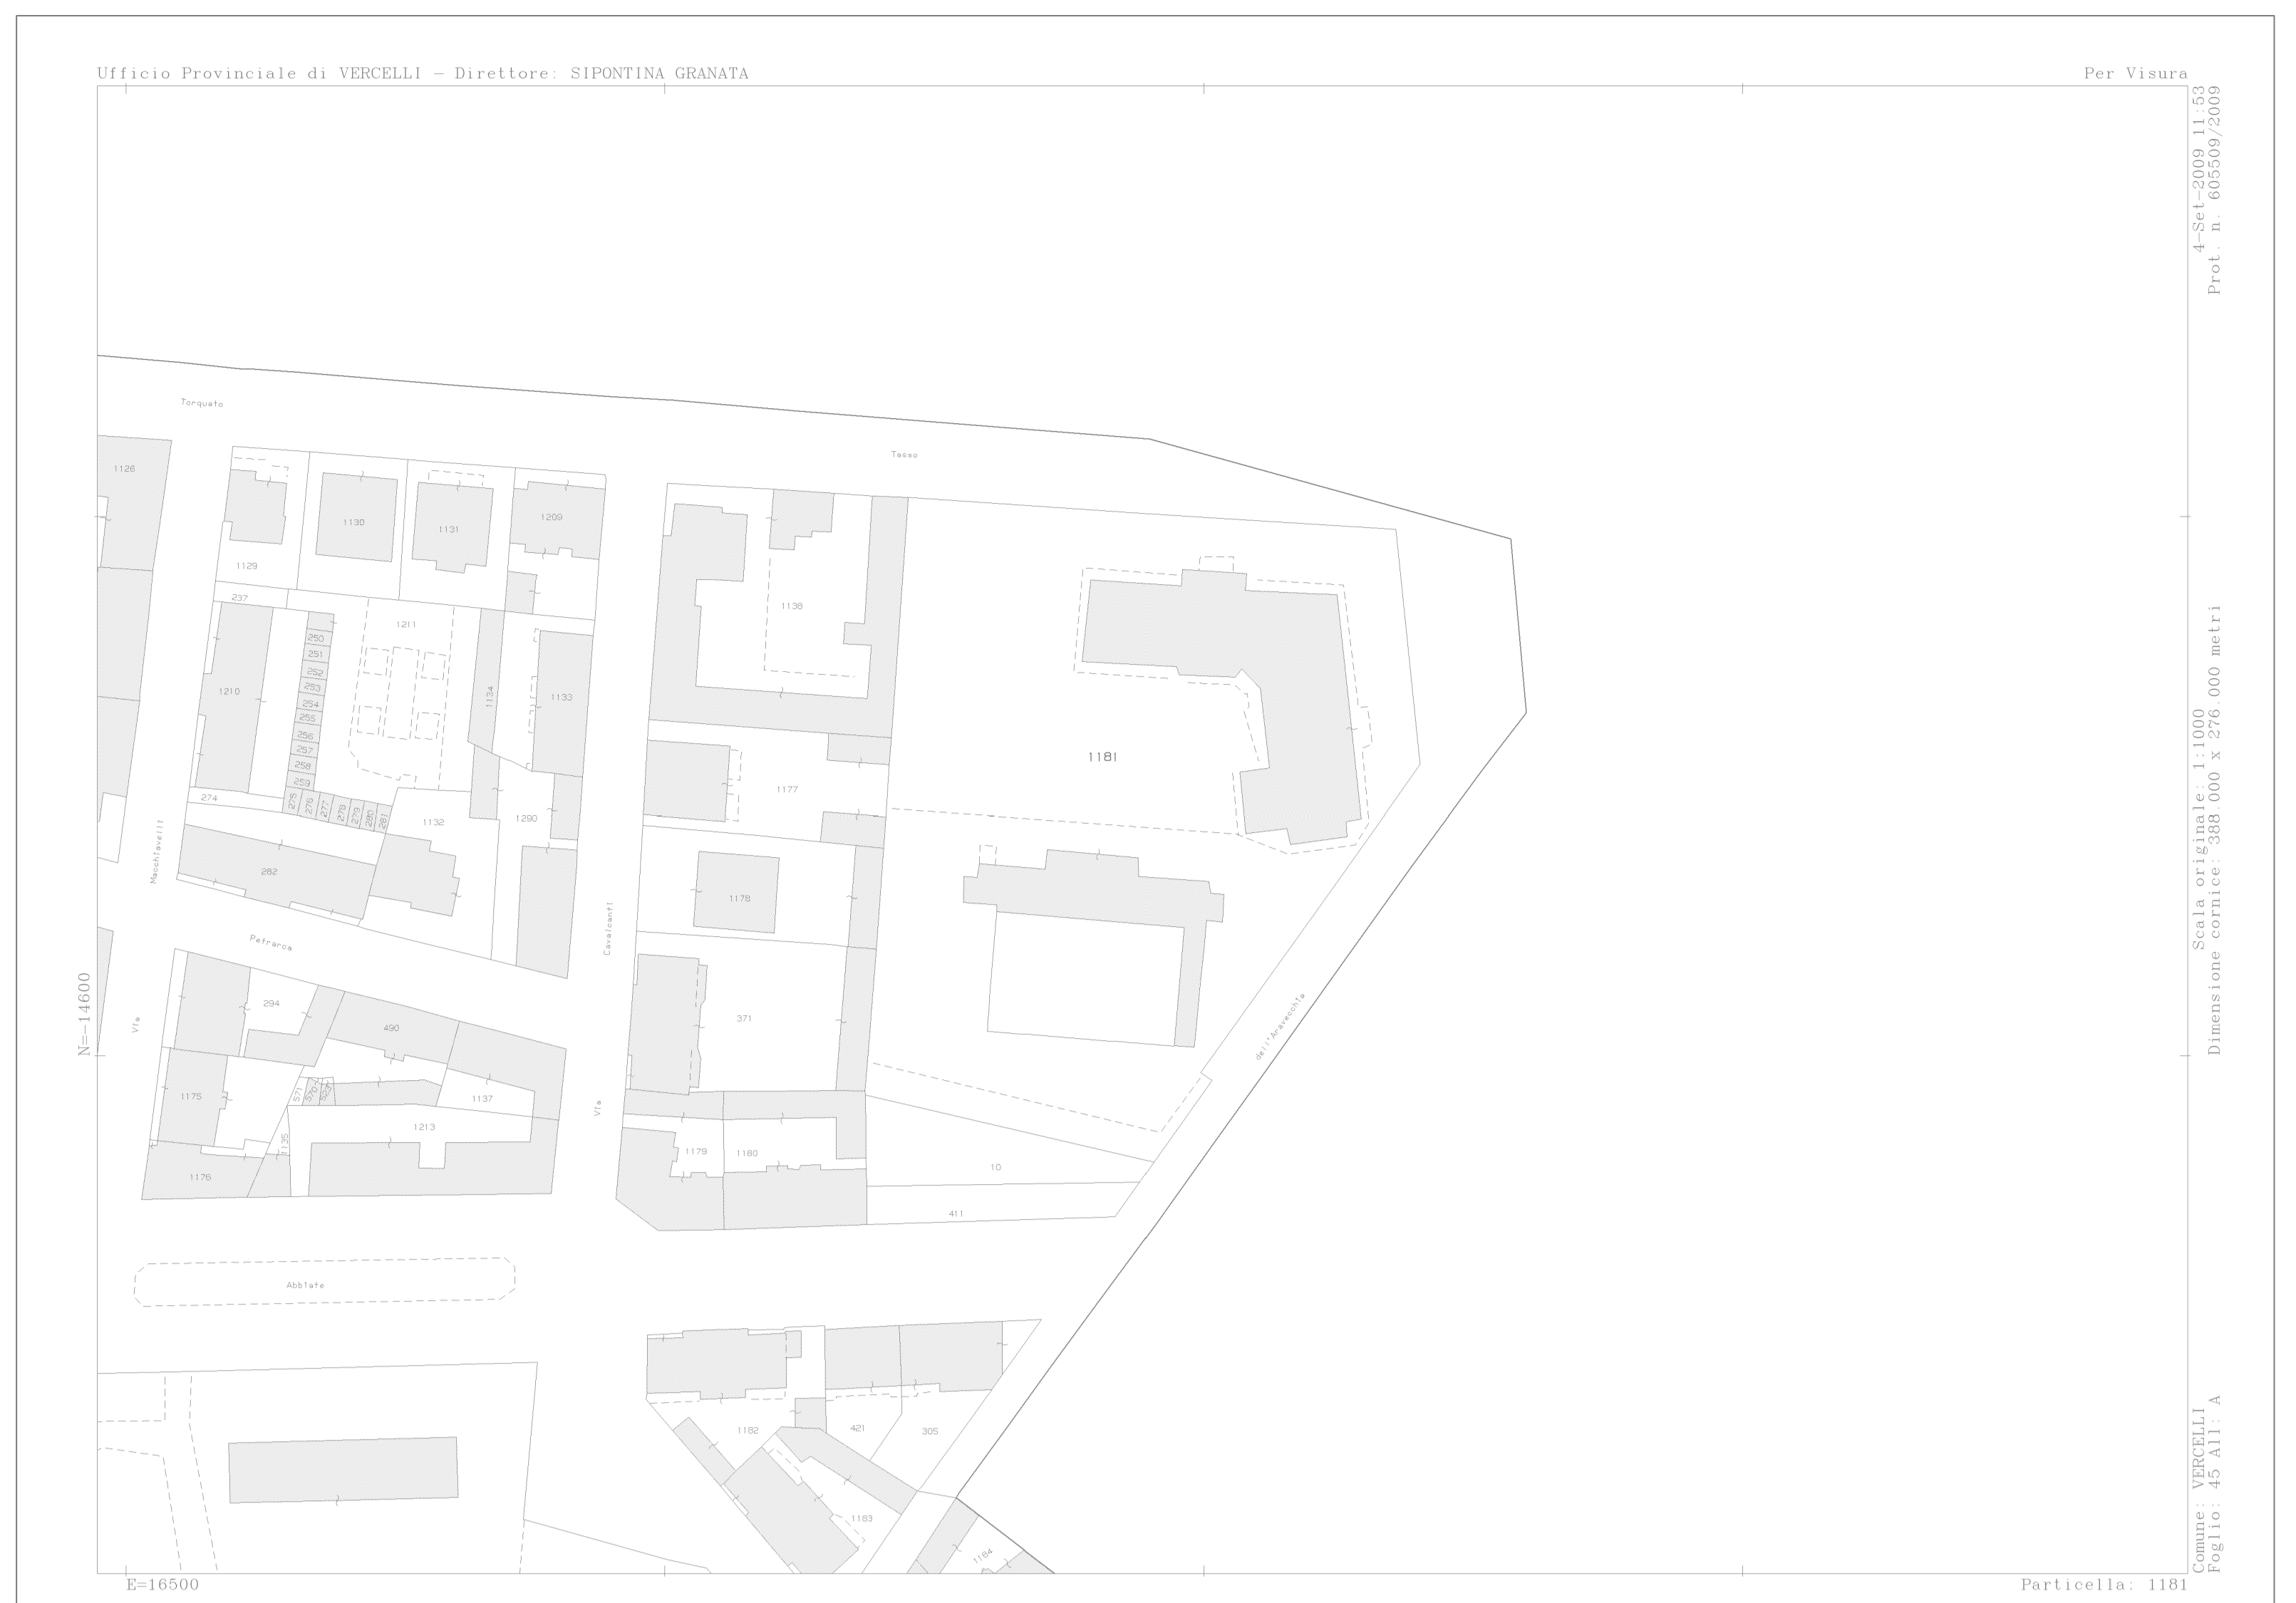 Ufficio Provinciale di VERCELLI - Direttore: SIPONTINA GRANATA
Per Visura
4-Set-2009 11:53
Prot. n. 605509/2009
Torquato
Tasso
1126
1130
1131
1209
1129
237
1211
1138
250
251
252
253
254
255
256
257
258
259
1210
1134
1133
1181
274
275
276
277
278
279
280
281
1132
1290
1177
282
1178
Macchiavelli
Petrarca
Cavalcanti
Scala originale: 1:1000
Dimensione cornice: 388.000 x 276.000 metri
N=-14600
294
490
371
Via
dell'Aravecchia
1175
571
570
1137
Via
1213
1135
1179
1180
10
1176
411
Abbiate
1182
421
305
1183
1184
Comune: VERCELLI
Foglio: 45 All: A
E=16500
Particella: 1181